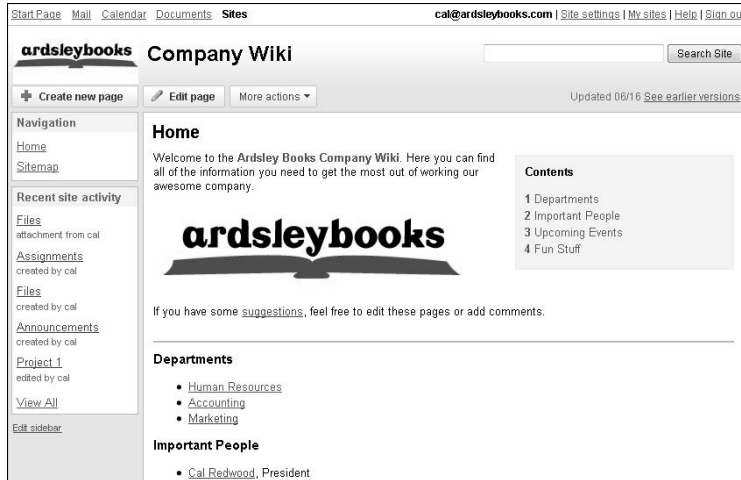 Start Page Mail Calendar Documents Sites cal@ardsleybooks.com | Site settings | My sites | Help | Sign ou
ardsleybooks Company Wiki Search Site
Create new page Edit page More actions Updated 06/16 See earlier versions
Navigation
Home
Sitemap
Recent site activity
Files
attachment from cal
Assignments
created by cal
Files
created by cal
Announcements
created by cal
Project 1
edited by cal
View All
Edit sidebar
Home
Welcome to the Ardsley Books Company Wiki. Here you can find
all of the information you need to get the most out of working our
awesome company.
Contents
1 Departments
2 Important People
3 Upcoming Events
4 Fun Stuff
ardsleybooks
If you have some suggestions, feel free to edit these pages or add comments.
Departments
• Human Resources
• Accounting
• Marketing
Important People
• Cal Redwood, President